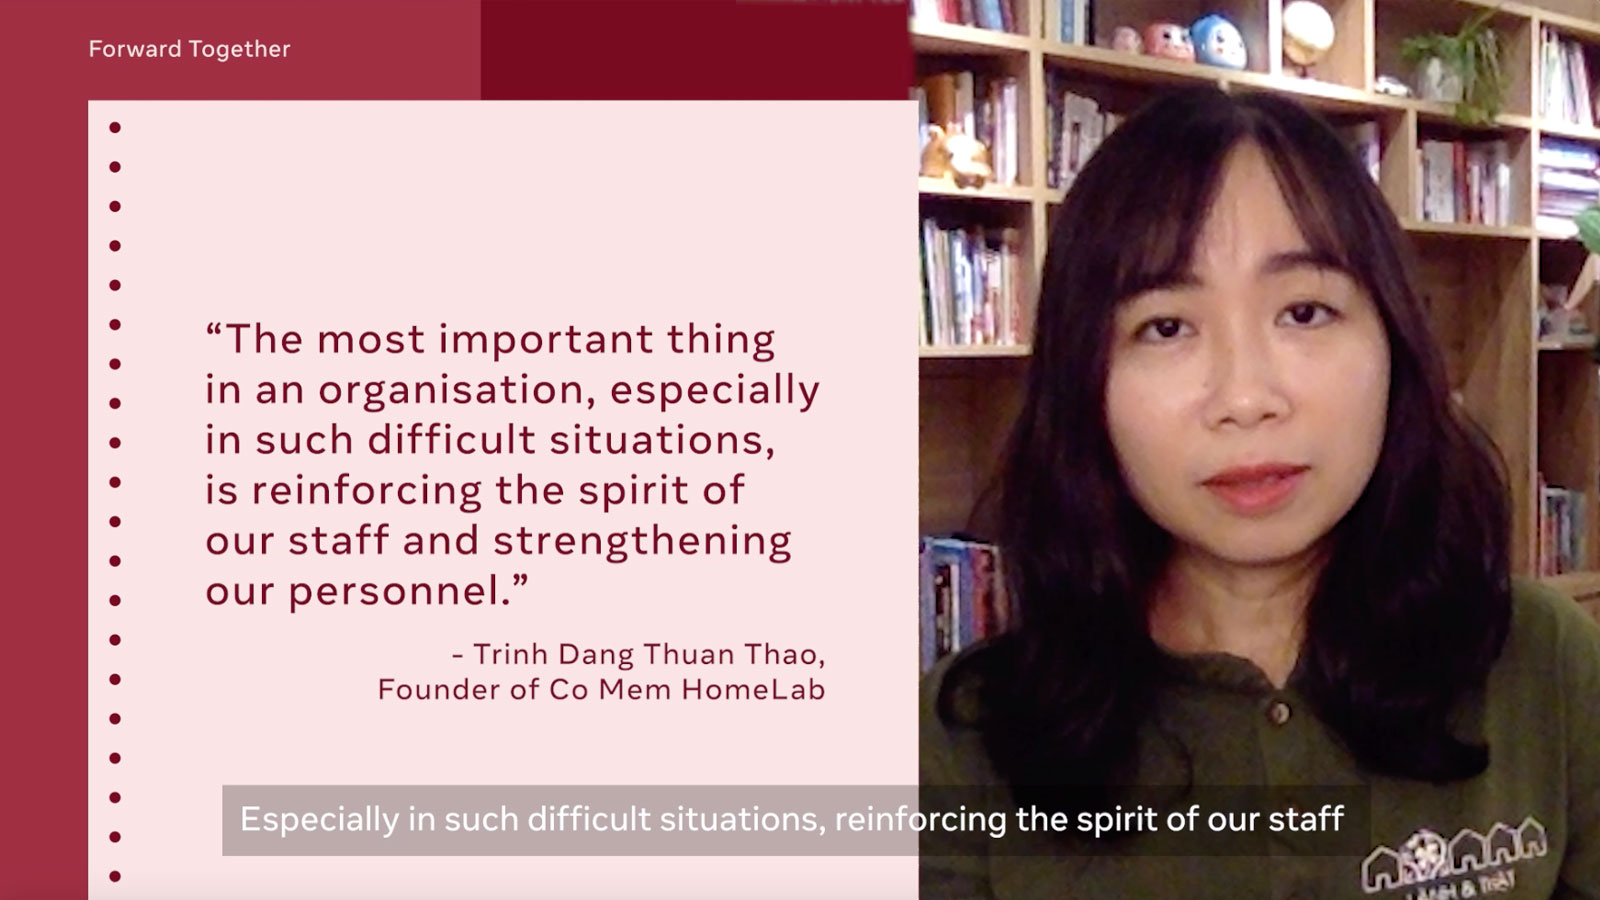 Forward Together
“The most important thing
in an organisation, especially
in such difficult situations,
is reinforcing the spirit of
our staff and strengthening
our personnel.”
– Trinh Dang Thuan Thao,
Founder of Co Mem HomeLab
Especially in such difficult situations, reinforcing the spirit of our staff